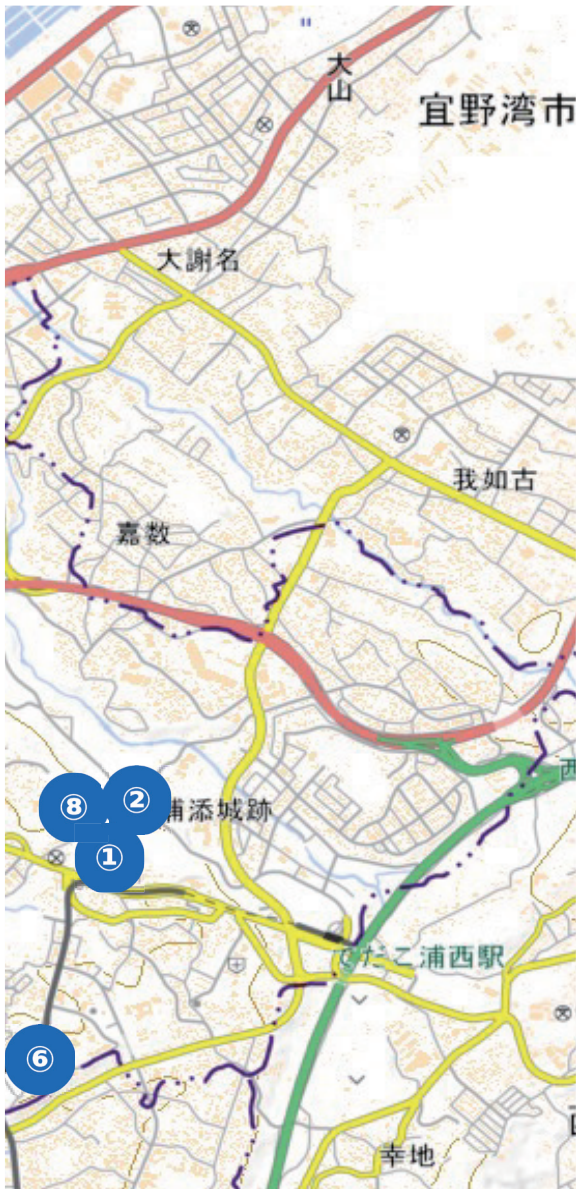 大山
宜野湾市
大謝名
我如古
嘉数
西
⑧
②
浦添城跡
①
てだこ浦西駅
⑥
幸地